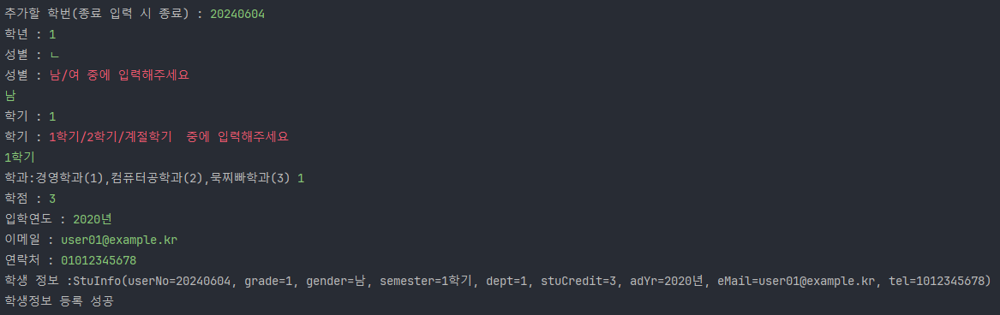 추가할 학번(종료 입력 시 종료) : 20240604
학년 : 1
성별 : ㄴ
성별 : 남/여 중에 입력해주세요
남
학기 : 1
학기 : 1학기/2학기/계절학기  중에 입력해주세요
1학기
학과:경영학과(1),컴퓨터공학과(2),묵찌빠학과(3) 1
학점 : 3
입학연도 : 2020년
이메일 : user01@example.kr
연락처 : 01012345678
학생 정보 :StuInfo(userNo=20240604, grade=1, gender=남, semester=1학기, dept=1, stuCredit=3, adYr=2020년, eMail=user01@example.kr, tel=1012345678)
학생정보 등록 성공